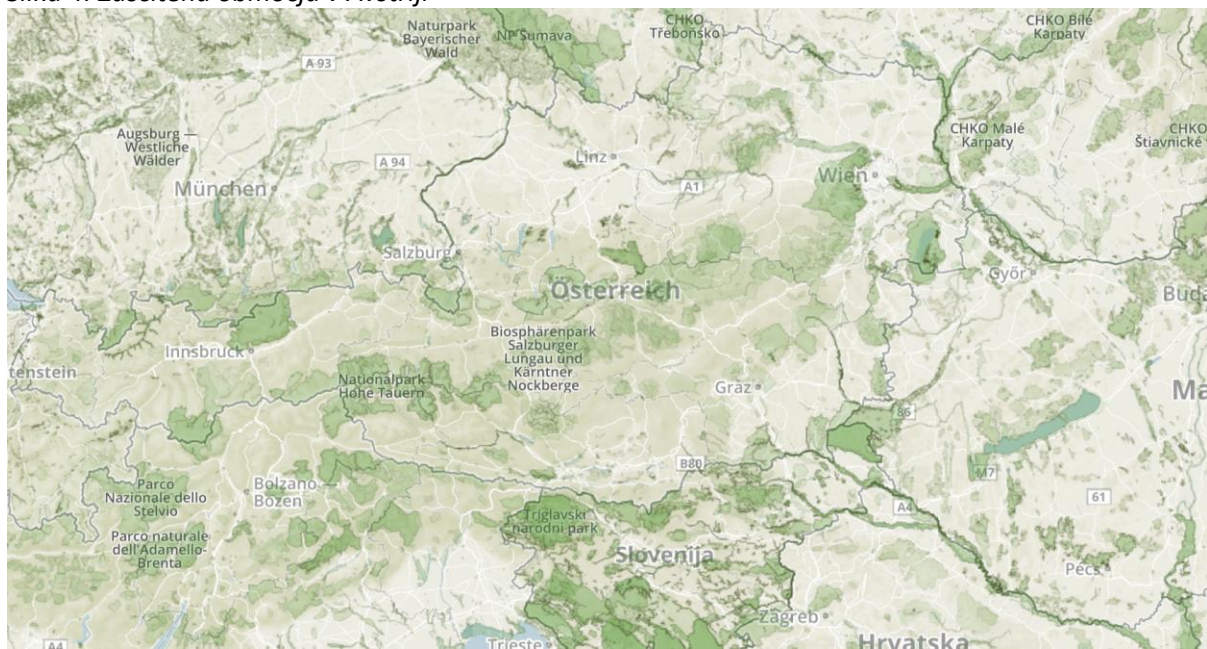 Slika 4: Zaščitena območja v Avstriji
Naturpark
Bayerischer
Wald
NP Šumava
CHKO
Třeboňsko
CHKO Bílé
Karpaty
A 93
Augsburg —
Westliche
Wälder
CHKO Malé
Karpaty
CHKO
Štiavnické
A 94
Linz
München
A1
Wien
Salzburg
Győr
Österreich
Buda
Innsbruck
Biosphärenpark
Salzburger
Lungau und
Kärntner
Nockberge
tenstein
Nationalpark
Hohe Tauern
Graz
Ma
86
B80
M7
Parco
Nazionale dello
Stelvio
Bolzano —
Bozen
61
A4
Triglavski
narodni park
Parco naturale
dell'Adamello-
Brenta
Slovenija
Pécs
Zagreb
A4
Trieste
Hrvatska